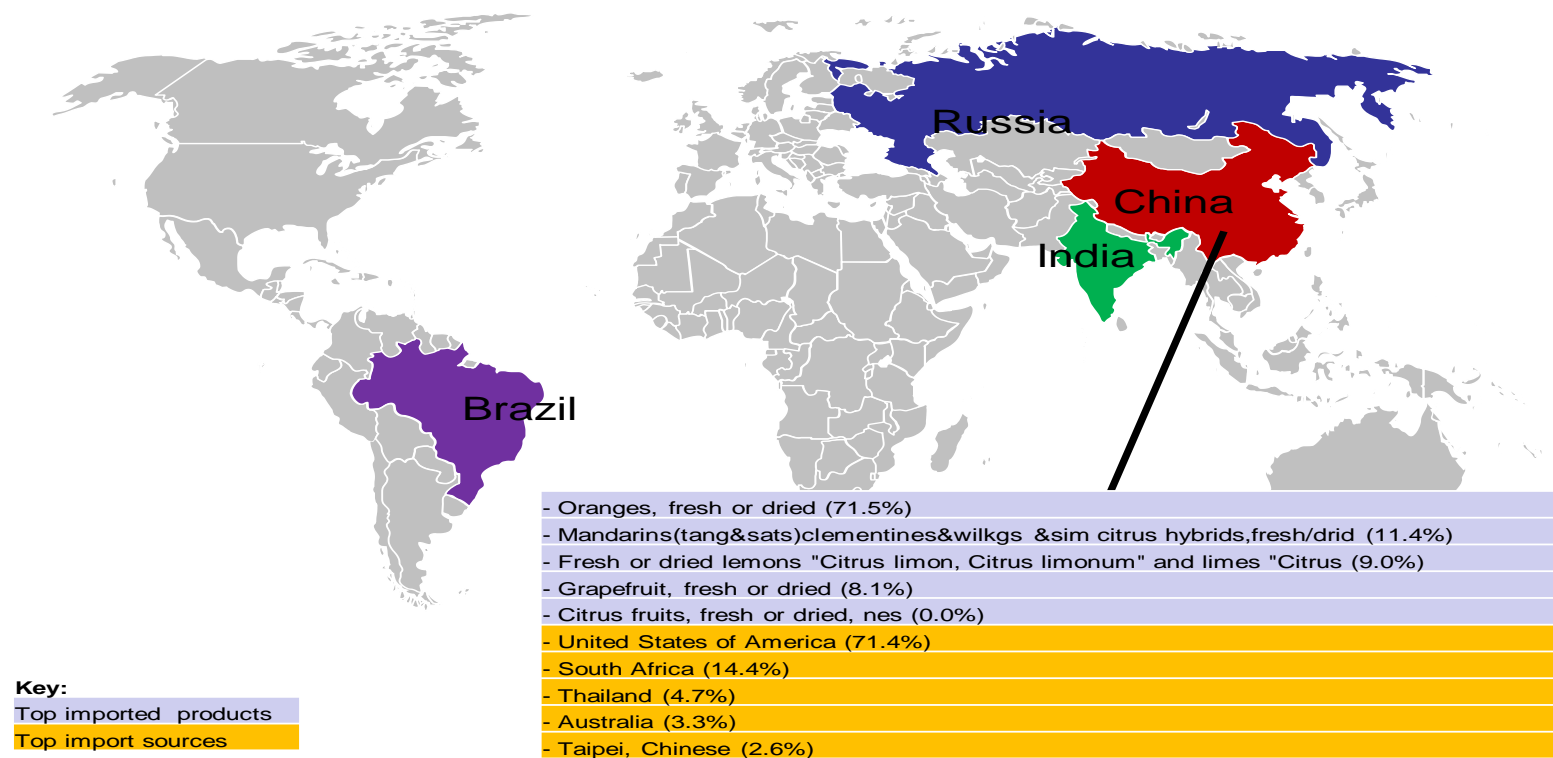 Russia
China
India
Brazil
- Oranges, fresh or dried (71.5%)
- Mandarins(tang&sats)clementines&wilkgs &sim citrus hybrids,fresh/drid (11.4%)
- Fresh or dried lemons "Citrus limon, Citrus limonum" and limes "Citrus (9.0%)
- Grapefruit, fresh or dried (8.1%)
- Citrus fruits, fresh or dried, nes (0.0%)
- United States of America (71.4%)
- South Africa (14.4%)
- Thailand (4.7%)
- Australia (3.3%)
- Taipei, Chinese (2.6%)
Key:
Top imported products
Top import sources